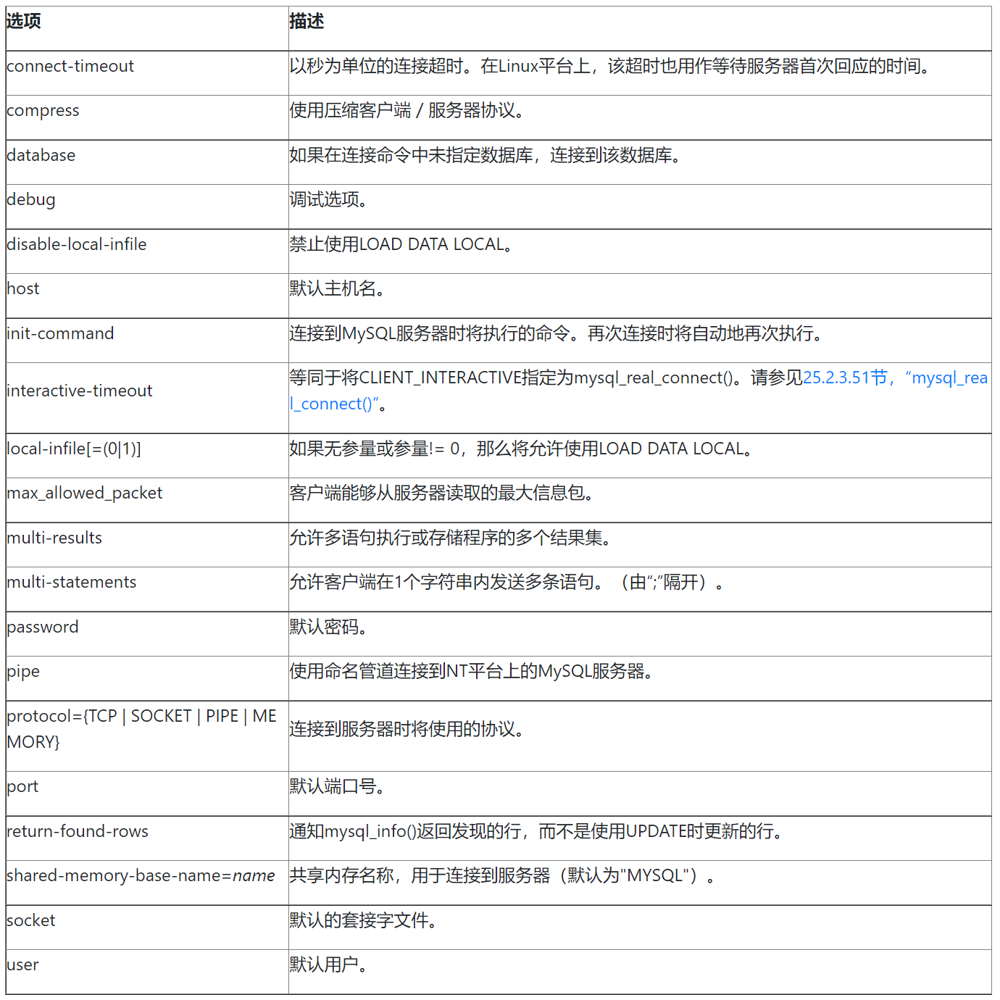 选项 描述
connect-timeout 以秒为单位的连接超时。在Linux平台上，该超时也用作等待服务器首次回应的时间。
compress 使用压缩客户端 / 服务器协议。
database 如果在连接命令中未指定数据库，连接到该数据库。
debug 调试选项。
disable-local-infile 禁止使用LOAD DATA LOCAL。
host 默认主机名。
init-command 连接到MySQL服务器时将执行的命令。再次连接时将自动地再次执行。
interactive-timeout 等同于将CLIENT_INTERACTIVE指定为mysql_real_connect()。请参见25.2.3.51节，“mysql_rea
l_connect()”。
local-infile[=(0|1)] 如果无参量或参量!= 0，那么将允许使用LOAD DATA LOCAL。
max_allowed_packet 客户端能够从服务器读取的最大信息包。
multi-results 允许多语句执行或存储程序的多个结果集。
multi-statements 允许客户端在1个字符串内发送多条语句。（由“;”隔开）。
password 默认密码。
pipe 使用命名管道连接到NT平台上的MySQL服务器。
protocol={TCP | SOCKET | PIPE | ME
MORY} 连接到服务器时将使用的协议。
port 默认端口号。
return-found-rows 通知mysql_info()返回发现的行，而不是使用UPDATE时更新的行。
shared-memory-base-name=name 共享内存名称，用于连接到服务器（默认为"MYSQL"）。
socket 默认的套接字文件。
user 默认用户。